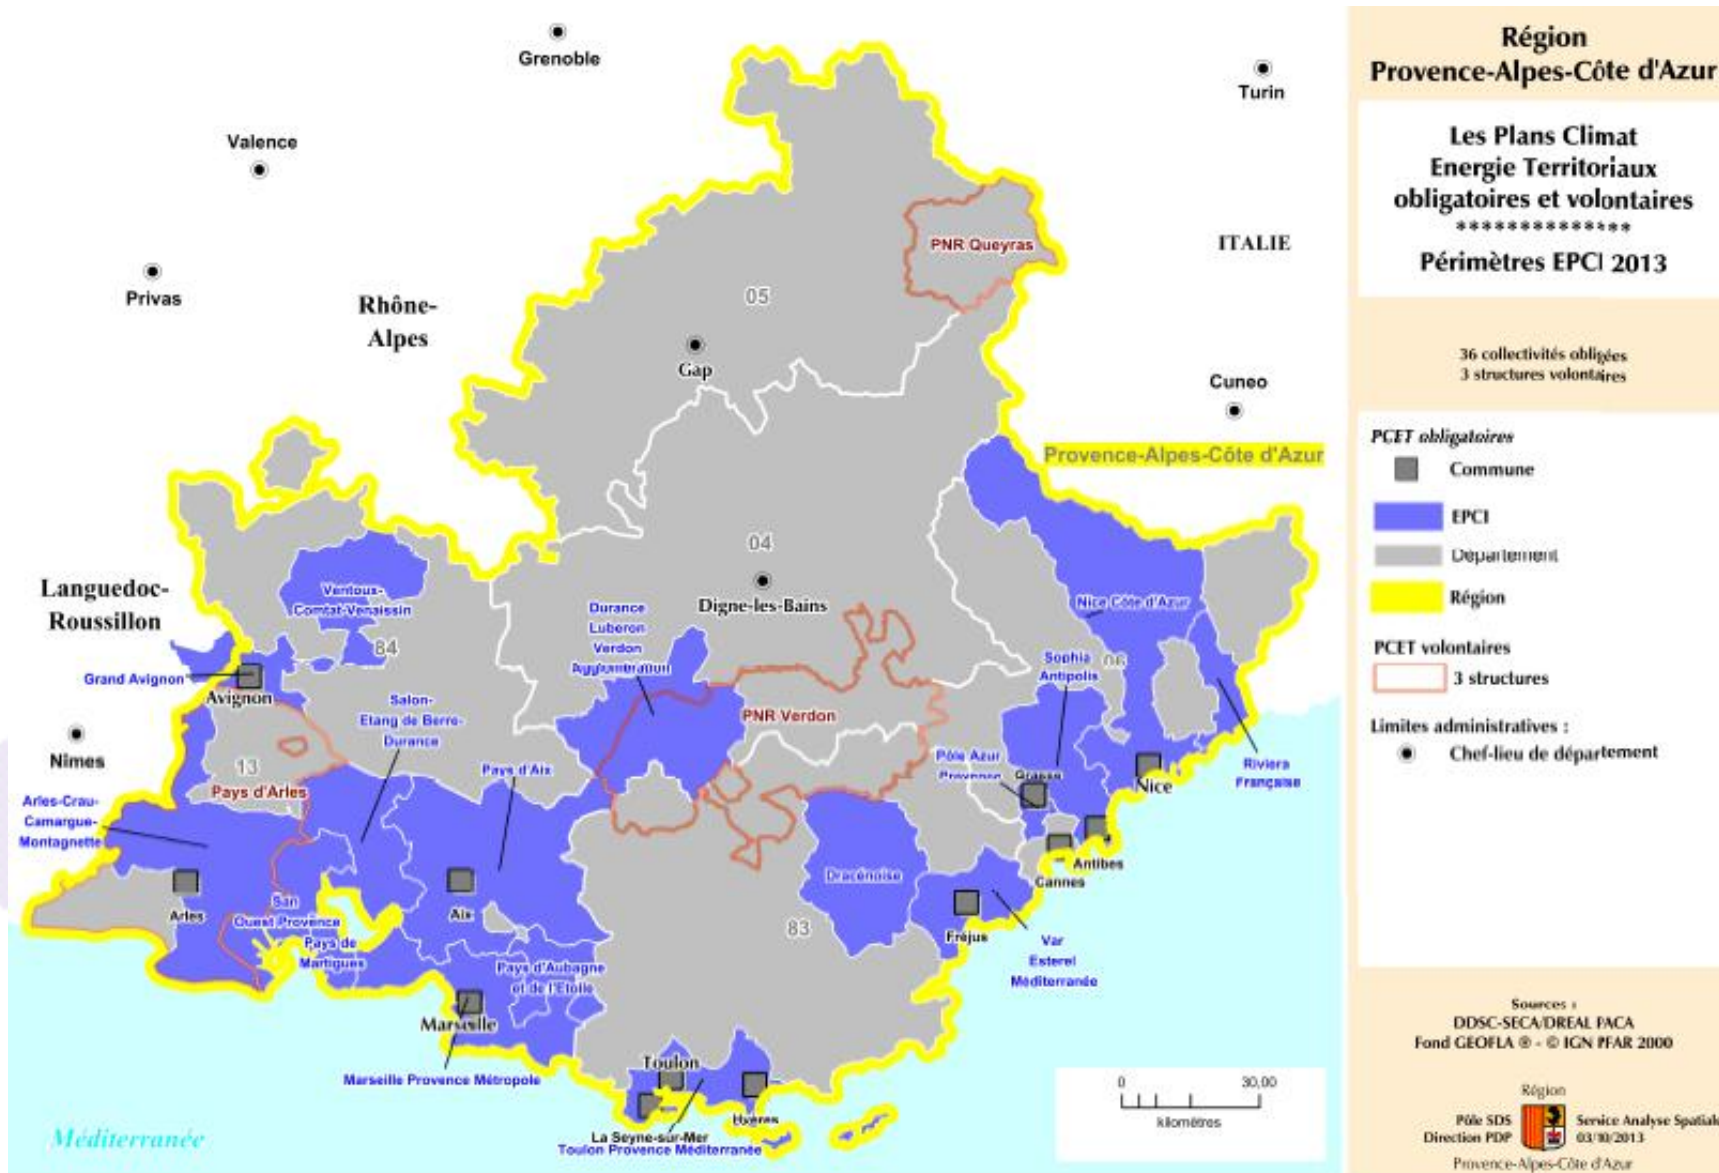 Grenoble
Turin
Valence
Privas
Rhône-
Alpes
ITALIE
PNR Queyras
05
Gap
Cuneo
Provence-Alpes-Côte d'Azur
04
Digne-les-Bains
Languedoc-
Roussillon
Ventoux-
Comtat-Venaissin
84
Durance
Luberon
Verdon
Agglomération
Nice Côte d'Azur
Sophia
Antipolis
06
Grand Avignon
Avignon
Salon-
Etang de Berre-
Durance
PNR Verdon
Nîmes
13
Pays d'Arles
Pays d'Aix
Pôle Azur
Provence
Grasse
Nice
Riviera
Française
Arles-Crau-
Camargue-
Montagnette
Arles
San
Ouest Provence
Pays de
Martigues
Aix
Dracénoise
83
Antibes
Cannes
Fréjus
Var
Esterel
Méditerranée
Pays d'Aubagne
et de l'Etoile
Marseille
Marseille Provence Métropole
Toulon
Hyères
La Seyne-sur-Mer
Toulon Provence Méditerranée
Méditerranée
0 30,00
kilomètres
Région
Provence-Alpes-Côte d'Azur
Les Plans Climat
Energie Territoriaux
obligatoires et volontaires
**************
Périmètres EPCI 2013
36 collectivités obligées
3 structures volontaires
PCET obligatoires
Commune
EPCI
Département
Région
PCET volontaires
3 structures
Limites administratives :
Chef-lieu de département
Sources :
DDSC-SECA/DREAL PACA
Fond GEOFLA ® - © IGN PFAR 2000
Région
Pôle SDS
Direction PDP
Service Analyse Spatiale
03/10/2013
Provence-Alpes-Côte d'Azur